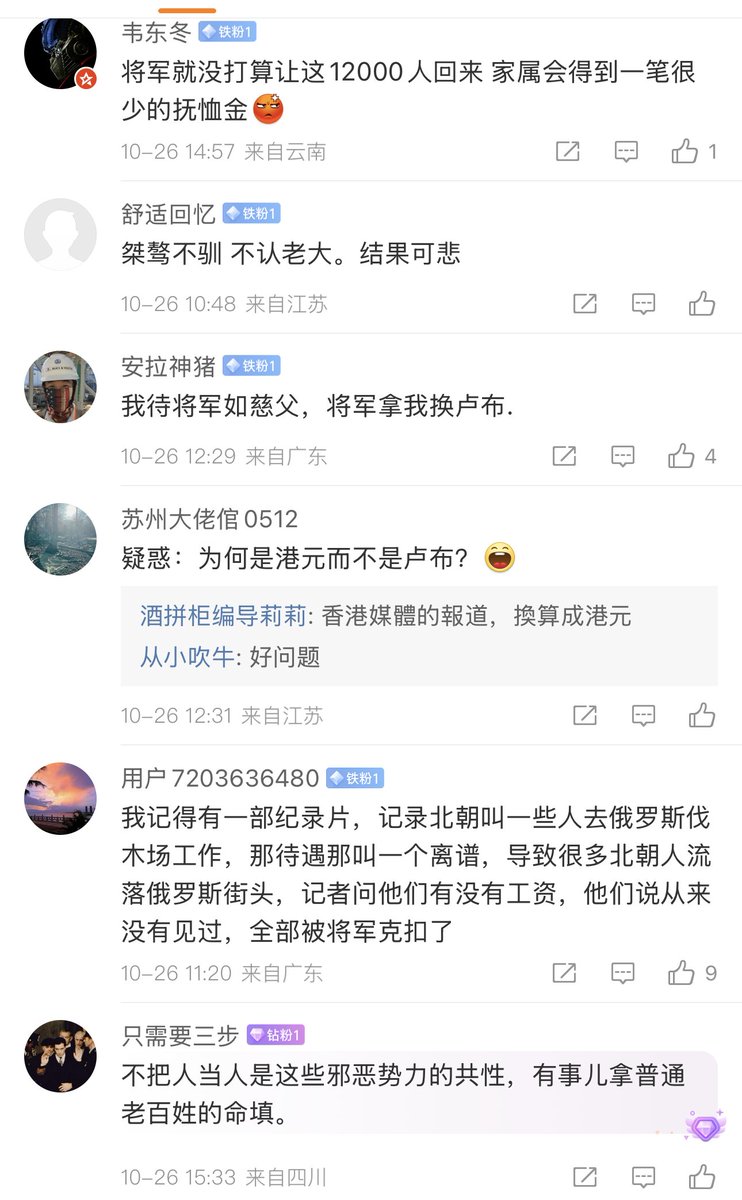 韦东冬 铁粉1
将军就没打算让这12000人回来 家属会得到一笔很
少的抚恤金
10-26 14:57 来自云南 1
舒适回忆 铁粉1
桀骜不驯 不认老大。结果可悲
10-26 10:48 来自江苏
安拉神猪 铁粉1
我待将军如慈父，将军拿我换卢布.
10-26 12:29 来自广东 4
苏州大佬倌0512
疑惑：为何是港元而不是卢布？
酒拼柜编导莉莉: 香港媒體的報道，換算成港元
从小吹牛: 好问题
10-26 12:31 来自江苏
用户7203636480 铁粉1
我记得有一部纪录片，记录北朝叫一些人去俄罗斯伐
木场工作，那待遇那叫一个离谱，导致很多北朝人流
落俄罗斯街头，记者问他们有没有工资，他们说从来
没有见过，全部被将军克扣了
10-26 11:20 来自广东 9
只需要三步 钻粉1
不把人当人是这些邪恶势力的共性，有事儿拿普通
老百姓的命填。
10-26 15:33 来自四川